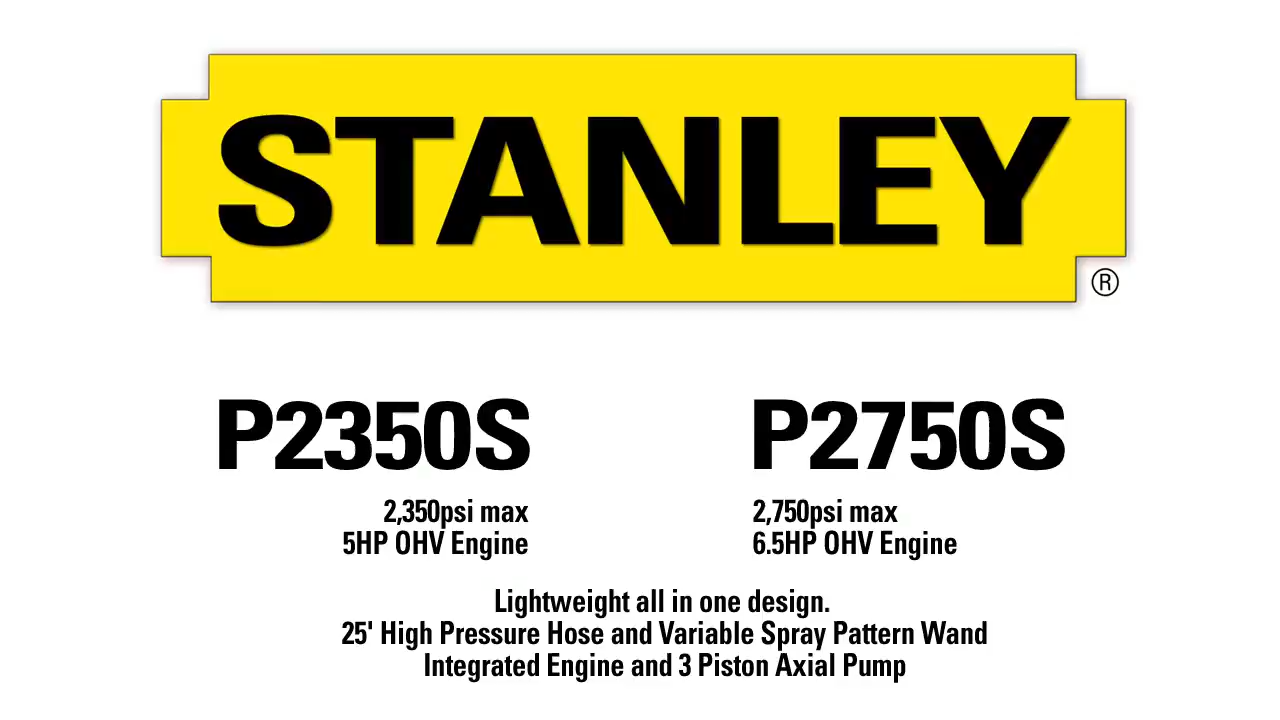 STANLEY
®
P2350S
2,350psi max
5HP OHV Engine
P2750S
2,750psi max
6.5HP OHV Engine
Lightweight all in one design.
25' High Pressure Hose and Variable Spray Pattern Wand
Integrated Engine and 3 Piston Axial Pump